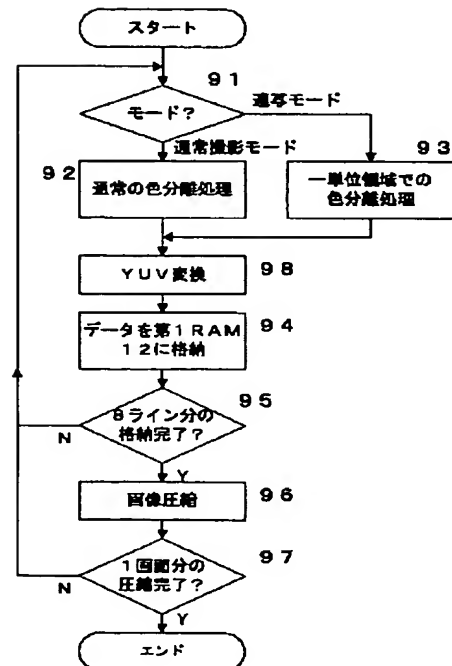 スタート
91
モード？
連写モード
通常撮影モード
92
93
通常の色分離処理
一単位領域での
色分離処理
YUV変換
98
データを第1RAM
12に格納
94
8ライン分の
格納完了？
95
N
Y
画像圧縮
96
1画面分の
圧縮完了？
97
N
Y
エンド